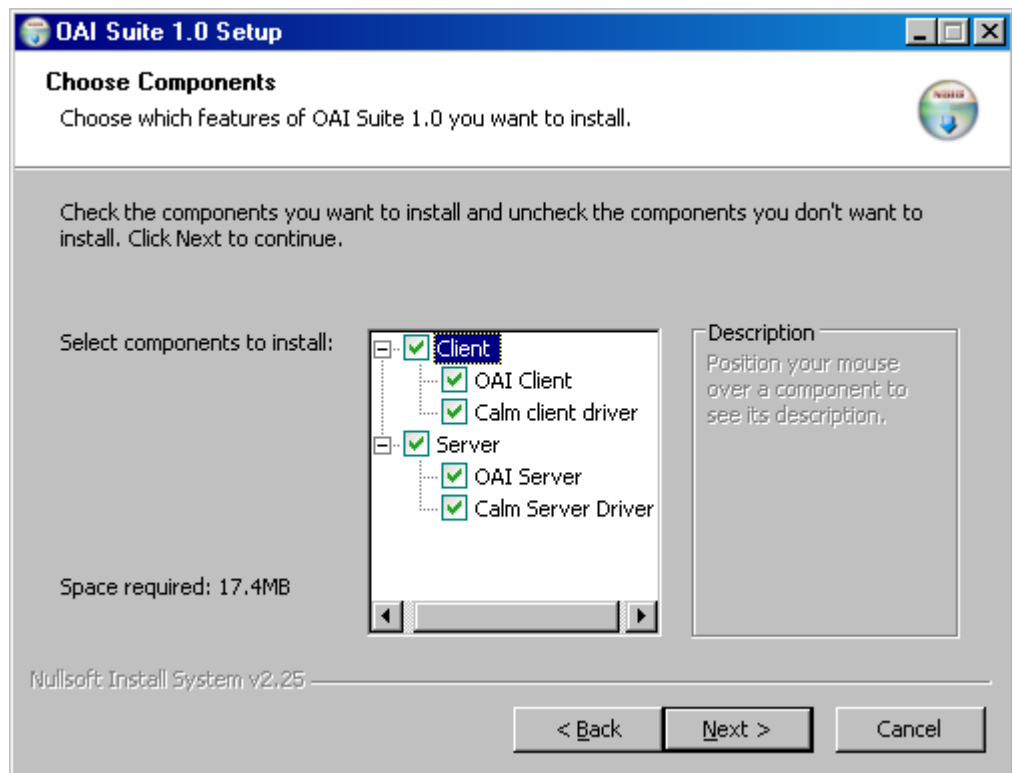 OAI Suite 1.0 Setup
Choose Components
Choose which features of OAI Suite 1.0 you want to install.
Check the components you want to install and uncheck the components you don't want to
install. Click Next to continue.
Select components to install:
Client
OAI Client
Calm client driver
Server
OAI Server
Calm Server Driver
Description
Position your mouse
over a component to
see its description.
Space required: 17.4MB
Nullsoft Install System v2.25
< Back
Next >
Cancel